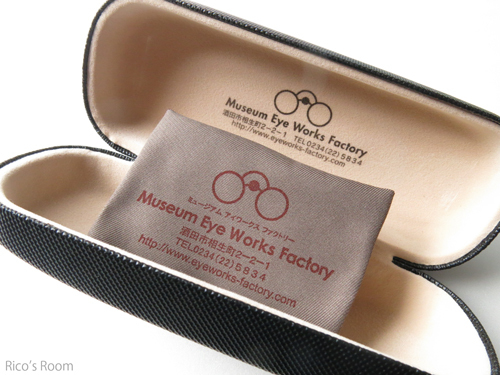 Museum Eye Works Factory
酒田市相生町2-2-1 TEL0234(22)5834
http://www.eyeworks-factory.com
ミュージアム アイワークス ファクトリー
Museum Eye Works Factory
酒田市相生町2-2-1
TEL0234(22)5834
http://www.eyeworks-factory.com
Rico's Room